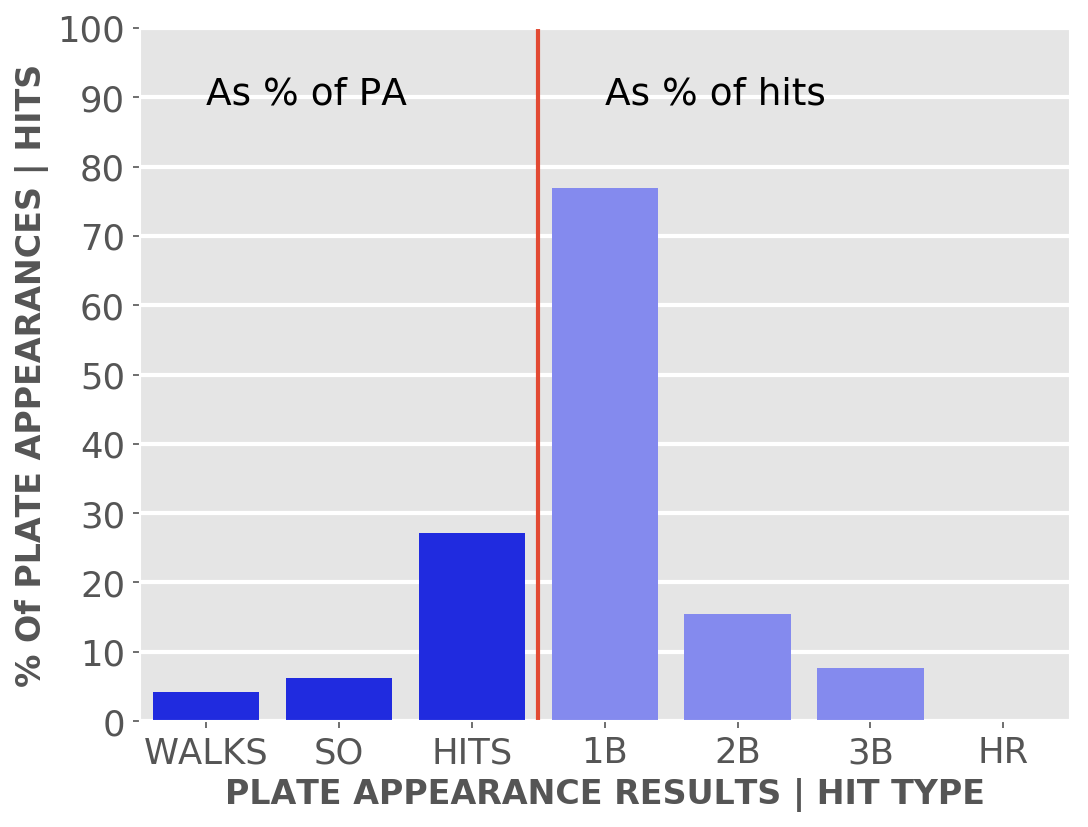 100
90
80
70
60
50
40
30
20
10
0
% Of PLATE APPEARANCES | HITS
As % of PA
As % of hits
WALKS SO HITS 1B 2B 3B HR
PLATE APPEARANCE RESULTS | HIT TYPE